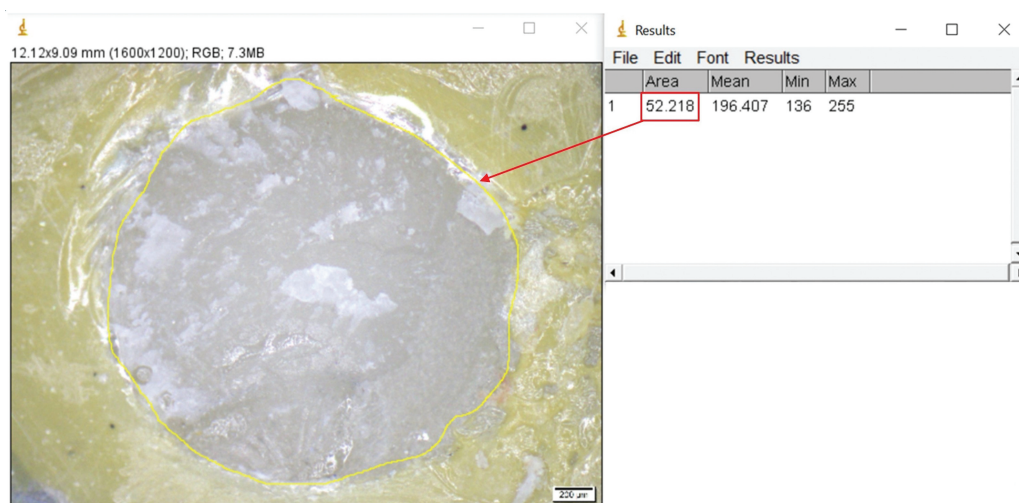 12.12x9.09 mm (1600x1200); RGB; 7.3MB
200 µm
Results
File Edit Font Results
Area Mean Min Max
1 52.218 196.407 136 255